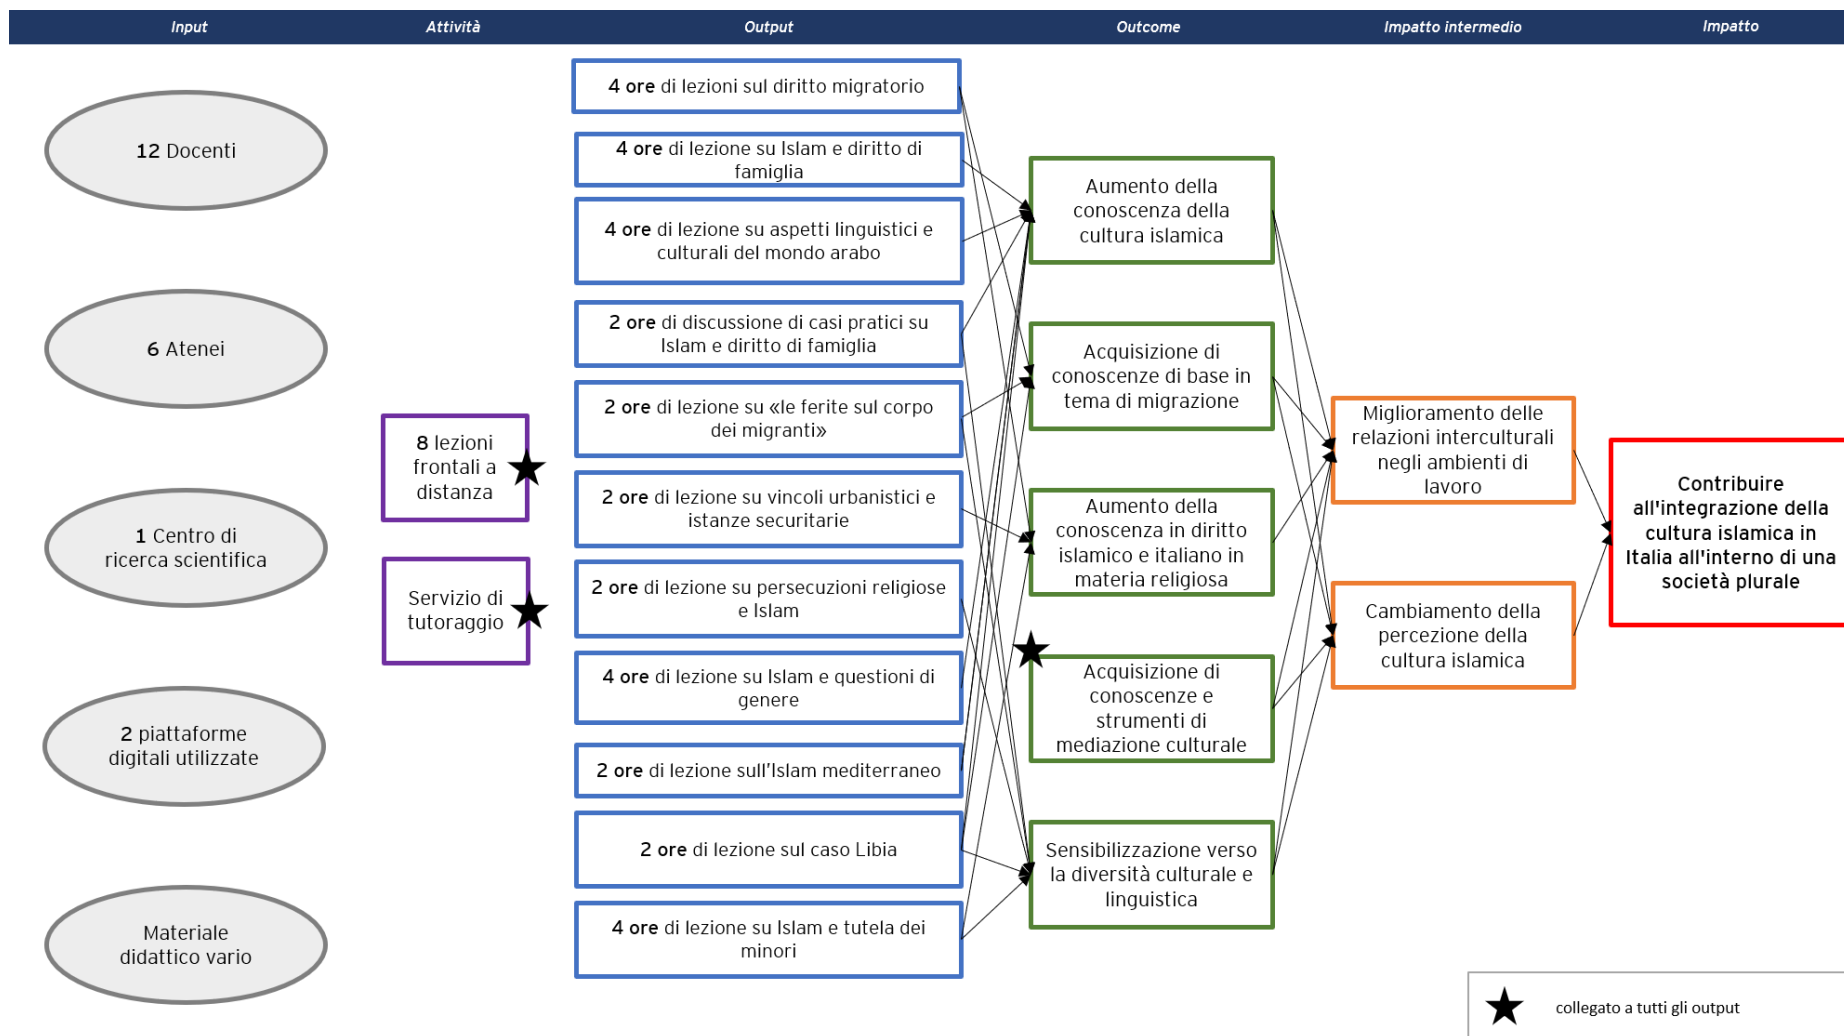 Input
Attività
Output
Outcome
Impatto intermedio
Impatto
12 Docenti
6 Atenei
1 Centro di
ricerca scientifica
2 piattaforme
digitali utilizzate
Materiale
didattico vario
8 lezioni
frontali a
distanza
Servizio di
tutoraggio
4 ore di lezioni sul diritto migratorio
4 ore di lezione su Islam e diritto di
famiglia
4 ore di lezione su aspetti linguistici e
culturali del mondo arabo
2 ore di discussione di casi pratici su
Islam e diritto di famiglia
2 ore di lezione su «le ferite sul corpo
dei migranti»
2 ore di lezione su vincoli urbanistici e
istanze securitarie
2 ore di lezione su persecuzioni religiose
e Islam
4 ore di lezione su Islam e questioni di
genere
2 ore di lezione sull'Islam mediterraneo
2 ore di lezione sul caso Libia
4 ore di lezione su Islam e tutela dei
minori
Aumento della
conoscenza della
cultura islamica
Acquisizione di
conoscenze di base in
tema di migrazione
Aumento della
conoscenza in diritto
islamico e italiano in
materia religiosa
Acquisizione di
conoscenze e
strumenti di
mediazione culturale
Sensibilizzazione verso
la diversità culturale e
linguistica
Miglioramento delle
relazioni interculturali
negli ambienti di
lavoro
Cambiamento della
percezione della
cultura islamica
Contribuire
all'integrazione della
cultura islamica in
Italia all'interno di una
società plurale
collegato a tutti gli output